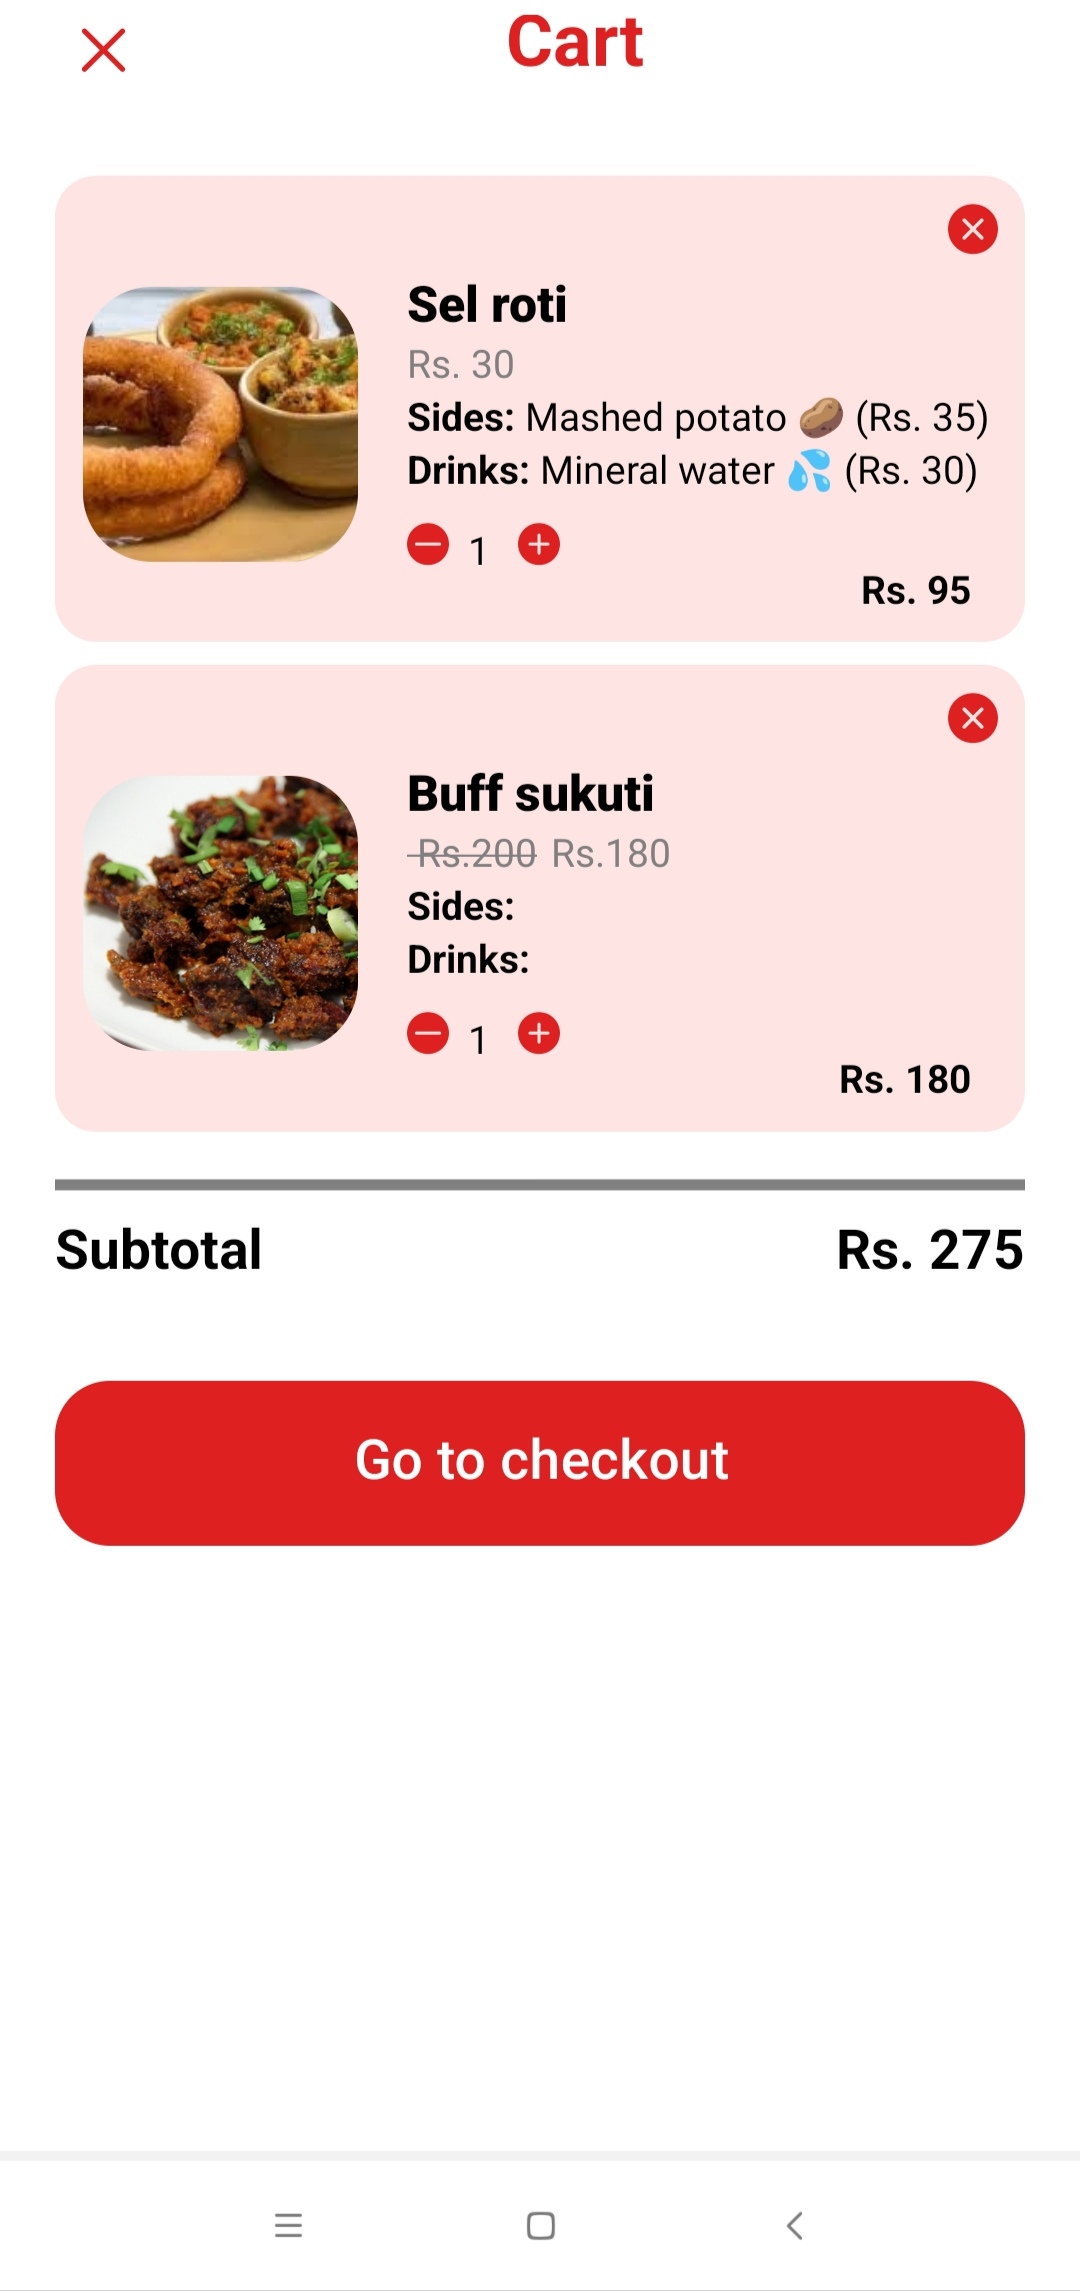 Cart
Sel roti
Rs. 30
Sides: Mashed potato 🥔 (Rs. 35)
Drinks: Mineral water 💦 (Rs. 30)
1
Rs. 95
Buff sukuti
Rs.200 Rs.180
Sides:
Drinks:
1
Rs. 180
Subtotal Rs. 275
Go to checkout